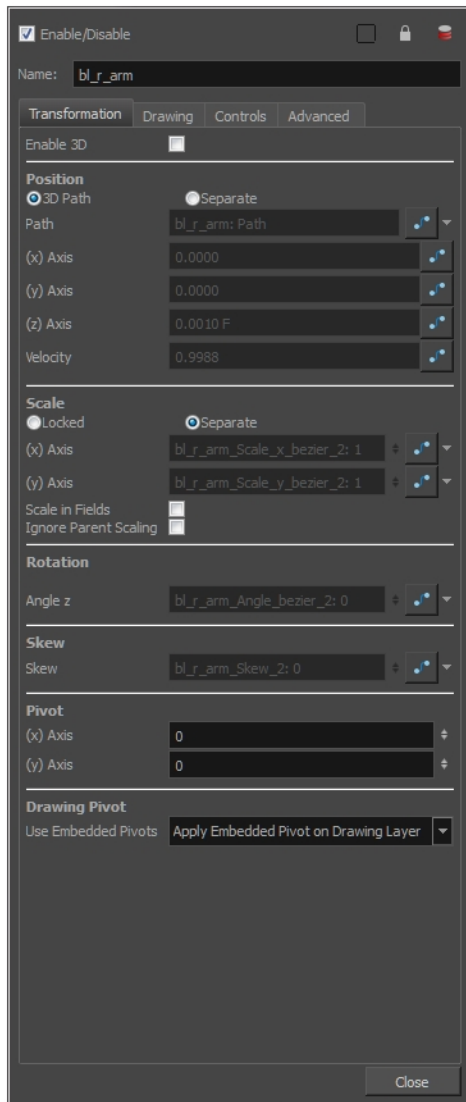 Enable/Disable
Name: bl_r_arm
Transformation Drawing Controls Advanced
Enable 3D
Position
3D Path Separate
Path bl_r_arm: Path
(x) Axis 0.0000
(y) Axis 0.0000
(z) Axis 0.0010 F
Velocity 0.9988
Scale
Locked Separate
(x) Axis bl_r_arm_Scale_x_bezier_2: 1
(y) Axis bl_r_arm_Scale_y_bezier_2: 1
Scale in Fields
Ignore Parent Scaling
Rotation
Angle z bl_r_arm_Angle_bezier_2: 0
Skew
Skew bl_r_arm_Skew_2: 0
Pivot
(x) Axis 0
(y) Axis 0
Drawing Pivot
Use Embedded Pivots Apply Embedded Pivot on Drawing Layer
Close